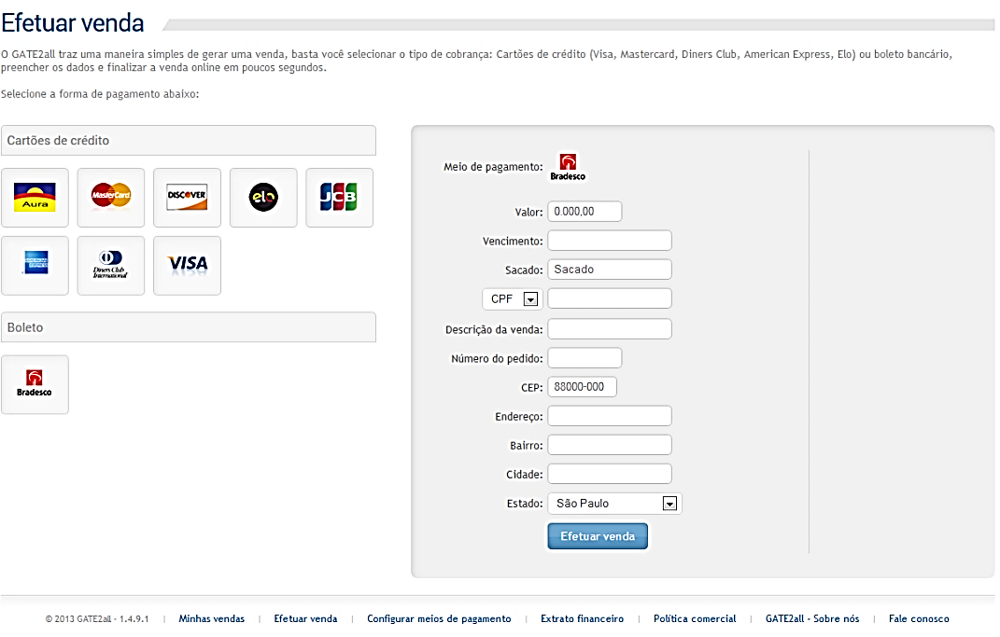 Efetuar venda
O GATE2all traz uma maneira simples de gerar uma venda, basta você selecionar o tipo de cobrança: Cartões de crédito (Visa, Mastercard, Diners Club, American Express, Elo) ou boleto bancário,
preencher os dados e finalizar a venda online em poucos segundos.
Selecione a forma de pagamento abaixo:
Cartões de crédito
Aura
MasterCard
DISCOVER
elo
JCB
AMERICAN EXPRESS
Diners Club International
VISA
Boleto
Bradesco
Meio de pagamento: Bradesco
Valor: 0.000,00
Vencimento:
Sacado: Sacado
CPF
Descrição da venda:
Número do pedido:
CEP: 88000-000
Endereço:
Bairro:
Cidade:
Estado: São Paulo
Efetuar venda
© 2013 GATE2all - 1.4.9.1 | Minhas vendas | Efetuar venda | Configurar meios de pagamento | Extrato financeiro | Política comercial | GATE2all - Sobre nós | Fale conosco